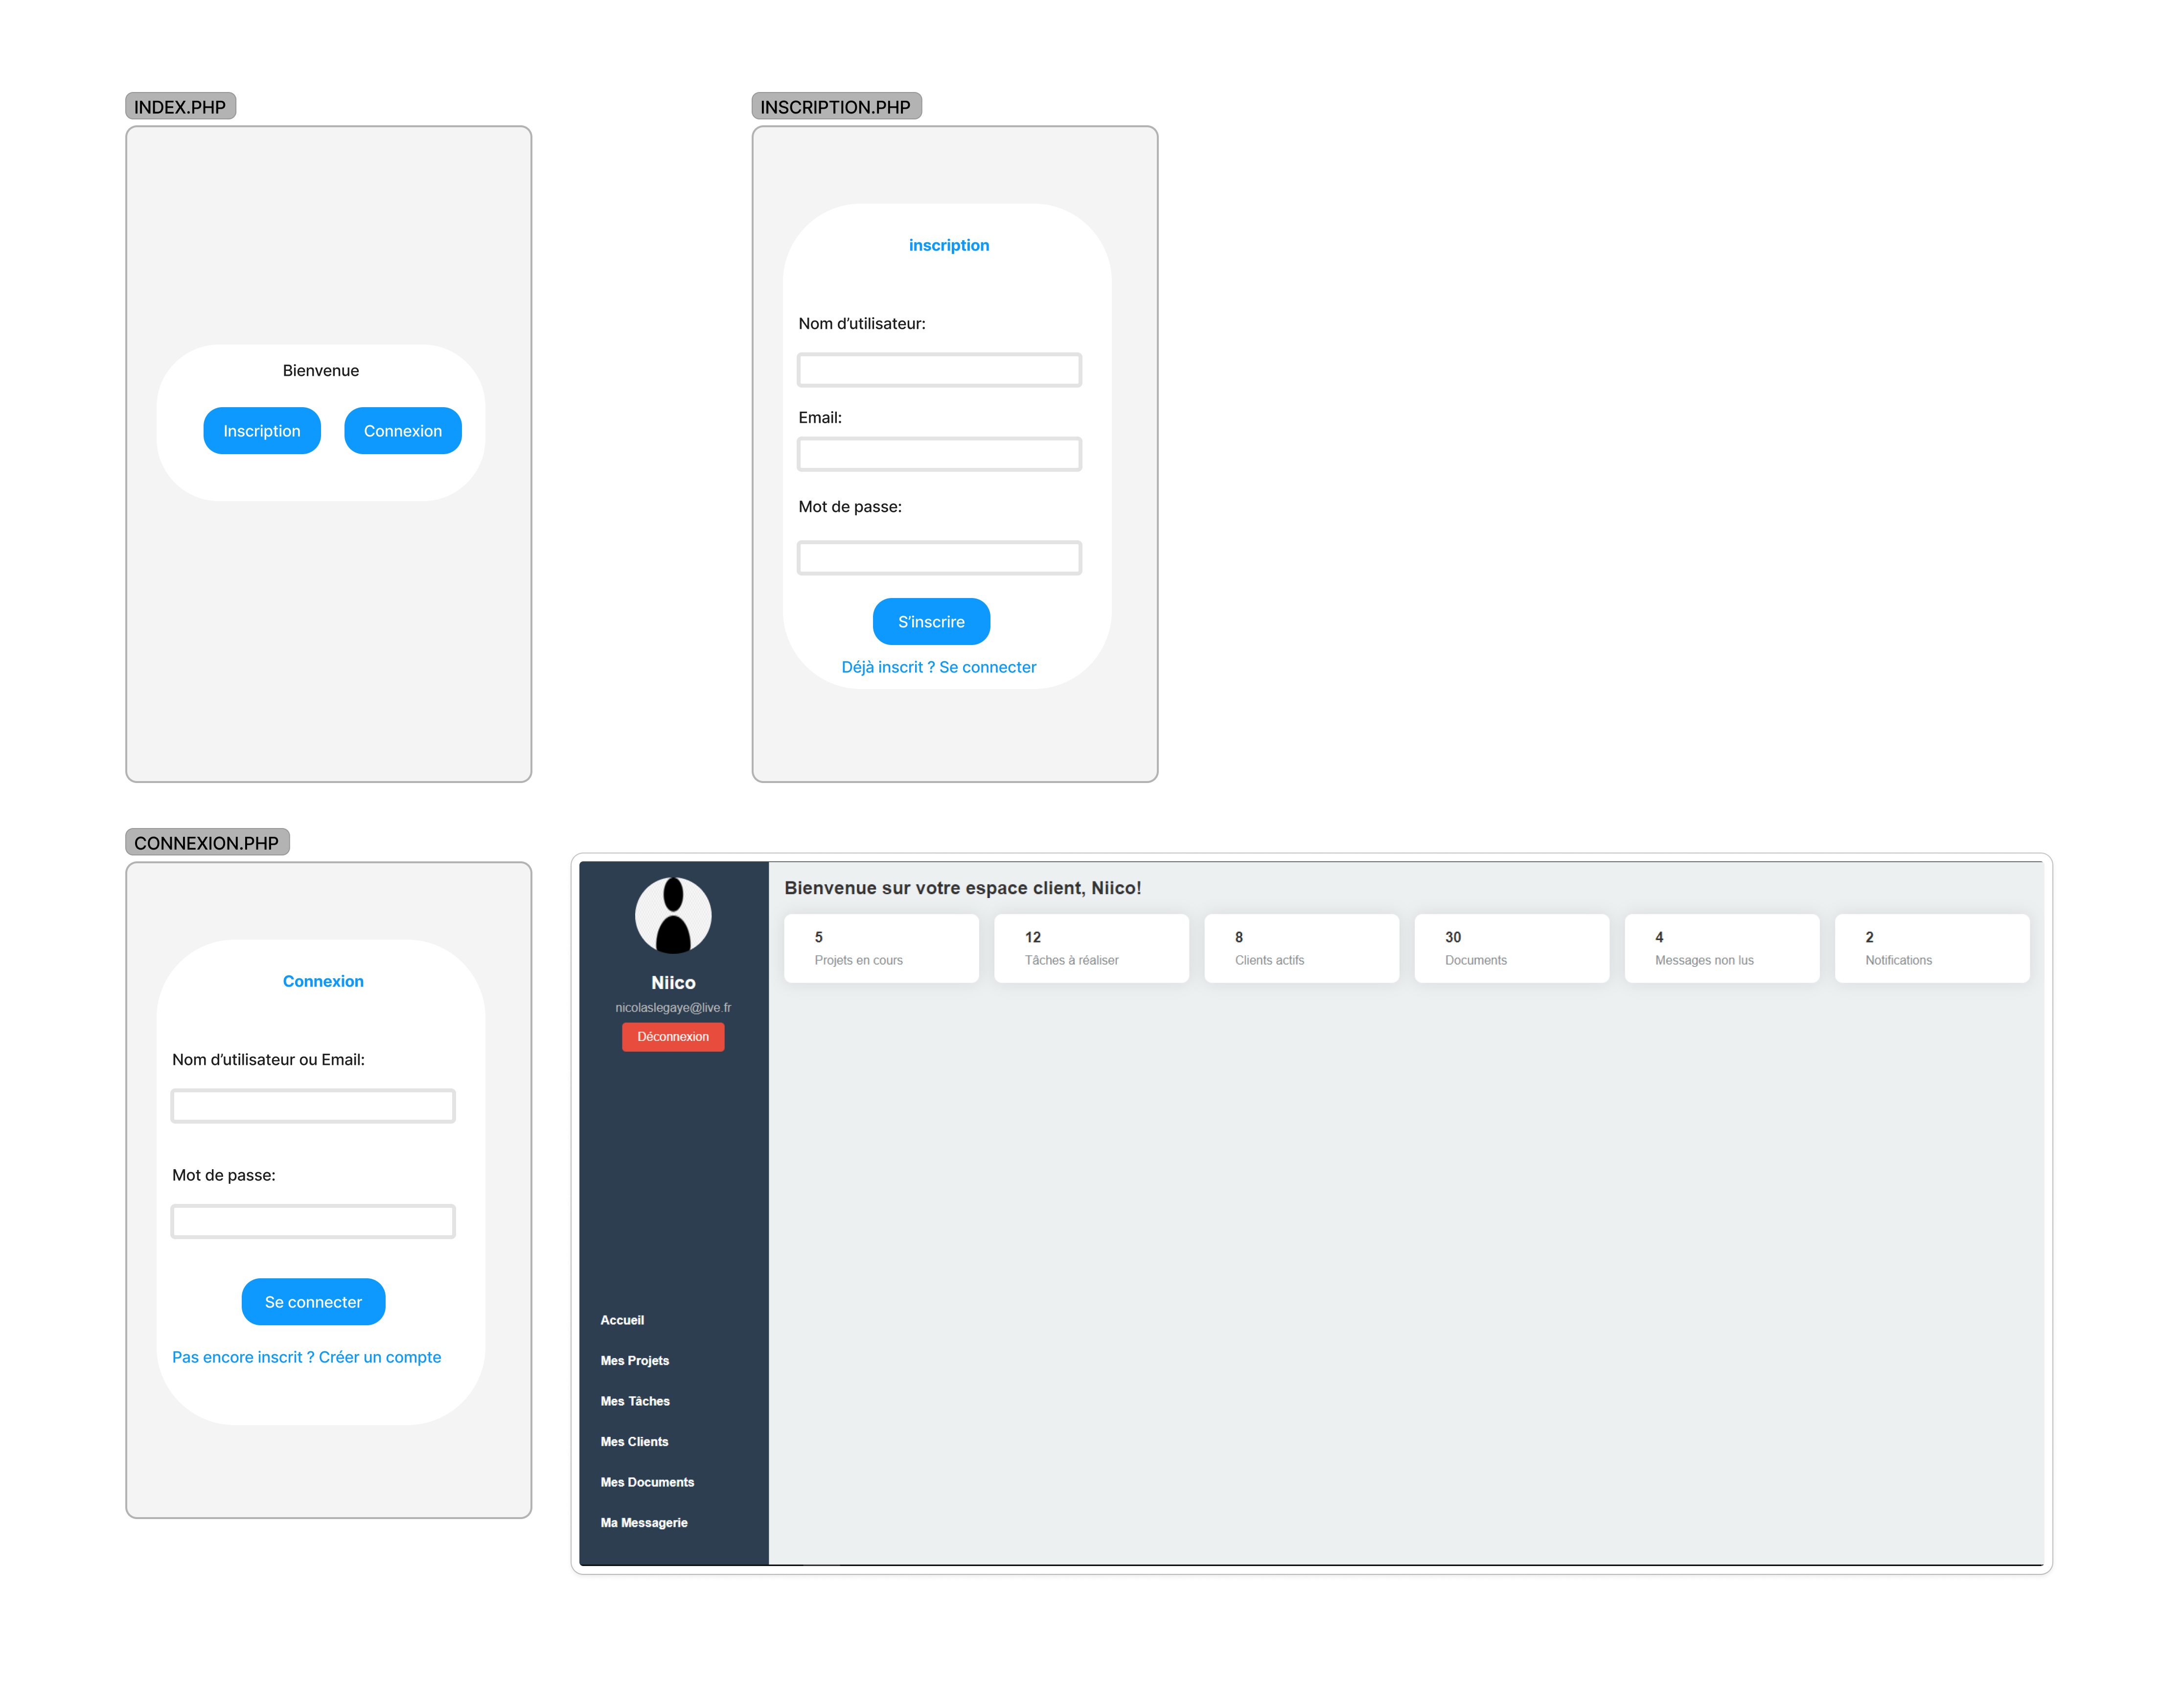 INDEX.PHP
Bienvenue
Inscription
Connexion
INSCRIPTION.PHP
inscription
Nom d’utilisateur:
Email:
Mot de passe:
S’inscrire
Déjà inscrit ? Se connecter
CONNEXION.PHP
Connexion
Nom d’utilisateur ou Email:
Mot de passe:
Se connecter
Pas encore inscrit ? Créer un compte
Niico
nicolaslegaye@live.fr
Déconnexion
Accueil
Mes Projets
Mes Tâches
Mes Clients
Mes Documents
Ma Messagerie
Bienvenue sur votre espace client, Niico!
5
Projets en cours
12
Tâches à réaliser
8
Clients actifs
30
Documents
4
Messages non lus
2
Notifications